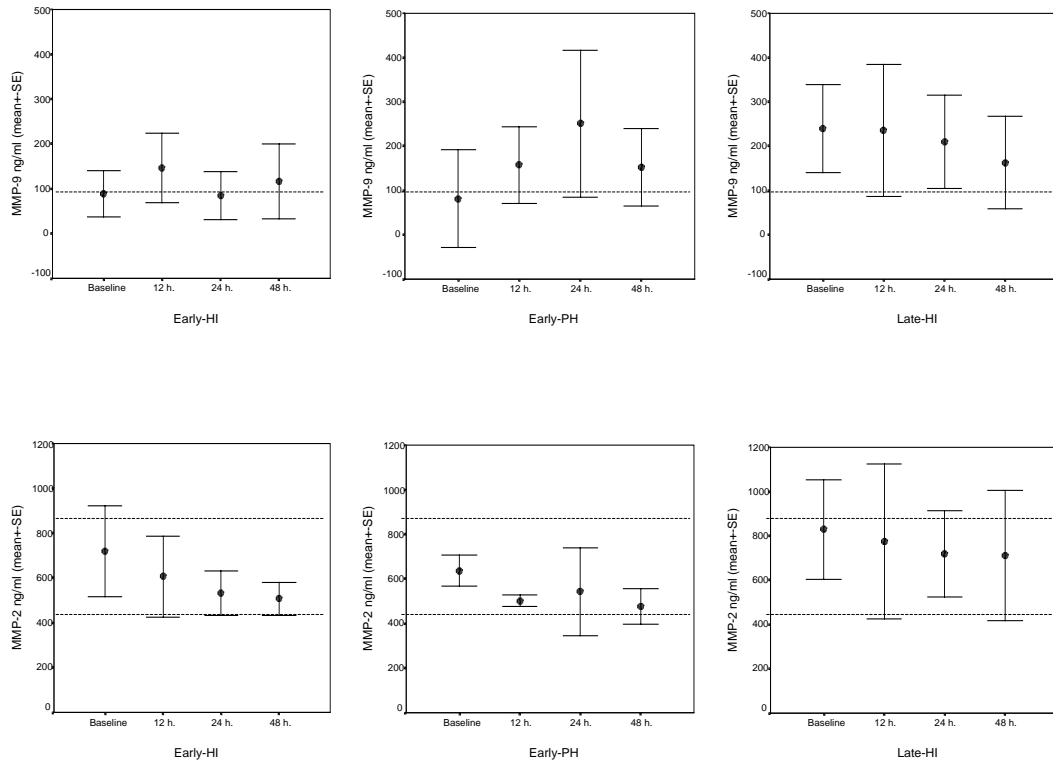 MMP-9 ng/ml (mean+-SE)
500
400
300
200
100
0
-100
Baseline 12 h. 24 h. 48 h.
Early-HI
MMP-9 ng/ml (mean+-SE)
500
400
300
200
100
0
-100
Baseline 12 h. 24 h. 48 h.
Early-PH
MMP-9 ng/ml (mean+-SE)
500
400
300
200
100
0
-100
Baseline 12 h. 24 h. 48 h.
Late-HI
MMP-2 ng/ml (mean+-SE)
1200
1000
800
600
400
200
0
Baseline 12 h. 24 h. 48 h.
Early-HI
MMP-2 ng/ml (mean+-SE)
1200
1000
800
600
400
200
0
Baseline 12 h. 24 h. 48 h.
Early-PH
MMP-2 ng/ml (mean+-SE)
1200
1000
800
600
400
200
0
Baseline 12 h. 24 h. 48 h.
Late-HI